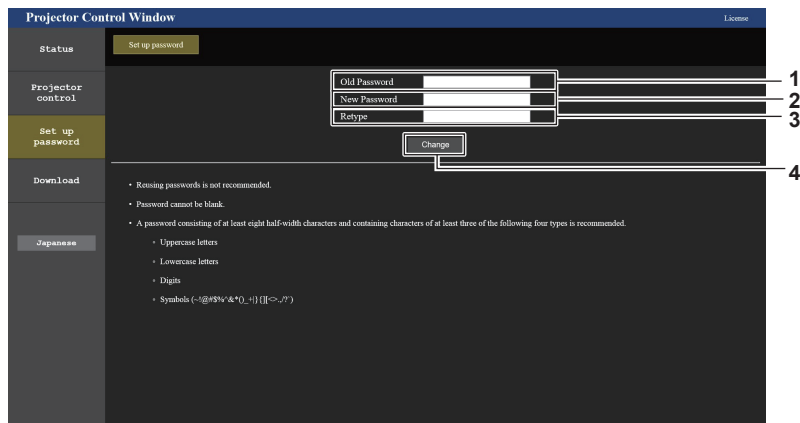 Projector Control Window
License
Status
Set up password
Projector
control
Set up
password
Download
Japanese
Old Password
New Password
Retype
Change
1
2
3
4
• Reusing passwords is not recommended.
• Password cannot be blank.
• A password consisting of at least eight half-width characters and containing characters of at least three of the following four types is recommended.
Uppercase letters
Lowercase letters
Digits
Symbols (~!@#$%^&*()_+|}{][<>.,/?`)